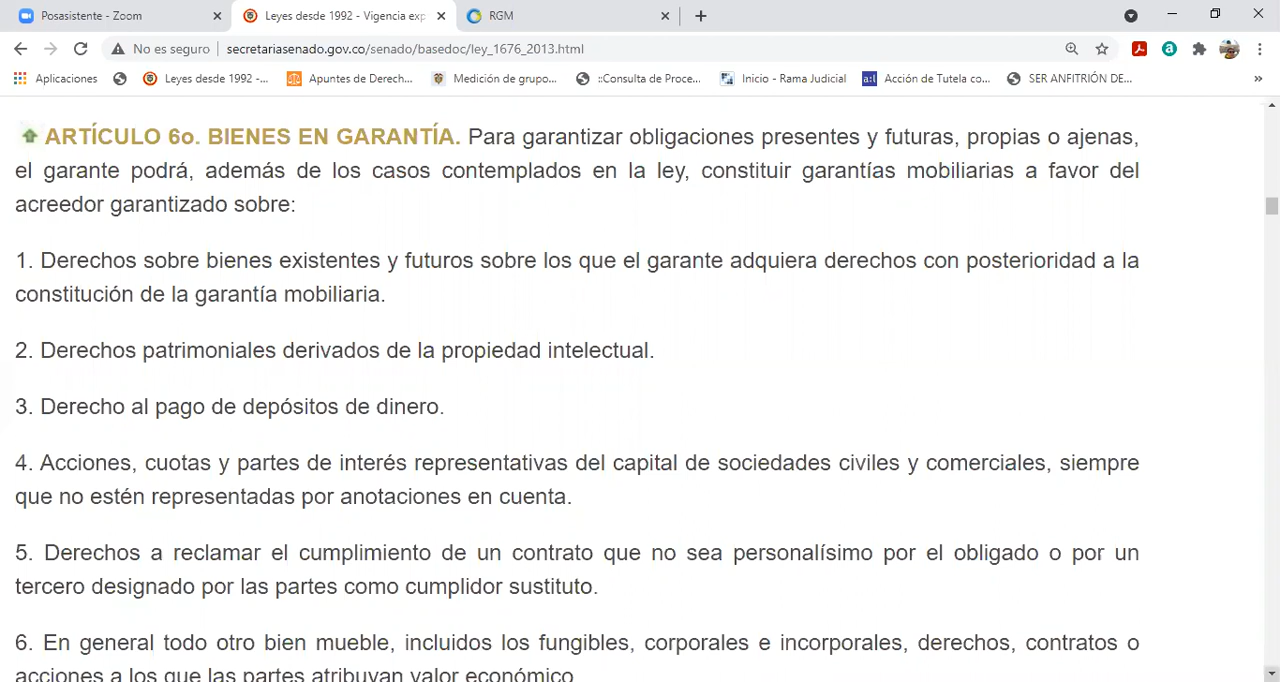 Posasistente - Zoom
Leyes desde 1992 - Vigencia exp
RGM
No es seguro | secretariasenado.gov.co/senado/basedoc/ley_1676_2013.html
Aplicaciones
Leyes desde 1992 -...
Apuntes de Derech...
Medición de grupo...
::Consulta de Proce...
Inicio - Rama Judicial
a:l
Acción de Tutela co...
SER ANFITRIÓN DE...
»
ARTÍCULO 6o. BIENES EN GARANTÍA. Para garantizar obligaciones presentes y futuras, propias o ajenas,
el garante podrá, además de los casos contemplados en la ley, constituir garantías mobiliarias a favor del
acreedor garantizado sobre:
1. Derechos sobre bienes existentes y futuros sobre los que el garante adquiera derechos con posterioridad a la
constitución de la garantía mobiliaria.
2. Derechos patrimoniales derivados de la propiedad intelectual.
3. Derecho al pago de depósitos de dinero.
4. Acciones, cuotas y partes de interés representativas del capital de sociedades civiles y comerciales, siempre
que no estén representadas por anotaciones en cuenta.
5. Derechos a reclamar el cumplimiento de un contrato que no sea personalísimo por el obligado o por un
tercero designado por las partes como cumplidor sustituto.
6. En general todo otro bien mueble, incluidos los fungibles, corporales e incorporales, derechos, contratos o
acciones a los que las partes atribuyan valor económico